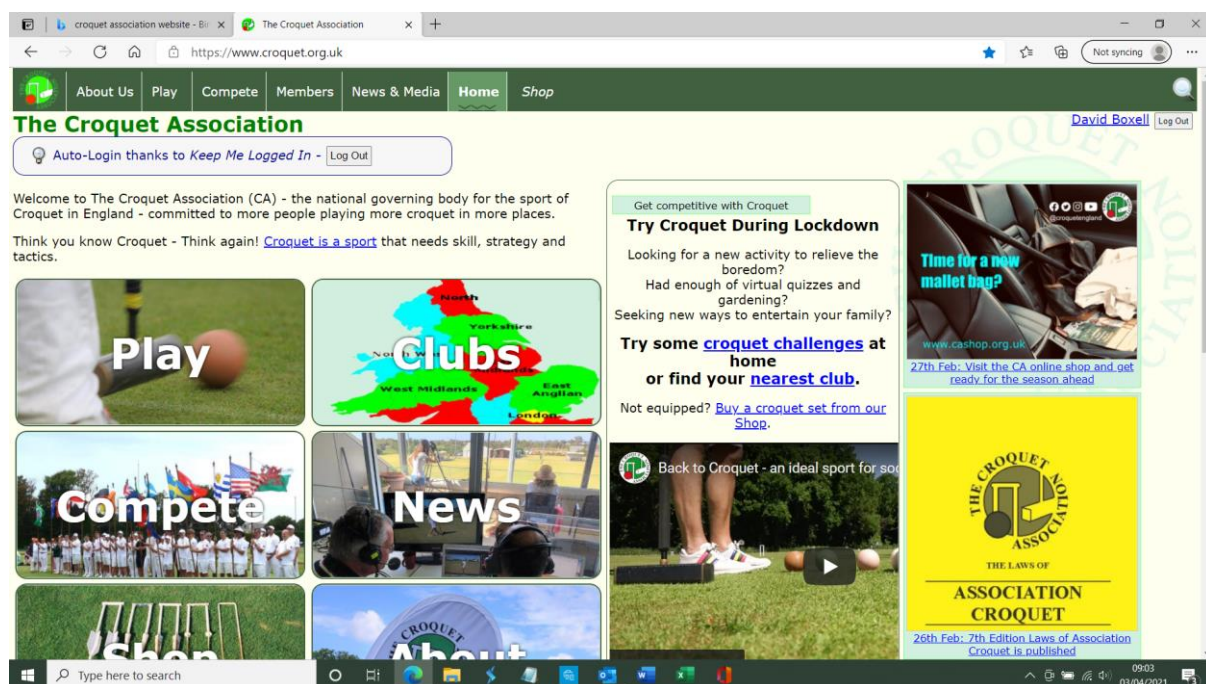 croquet association website - Bi
The Croquet Association
https://www.croquet.org.uk
Not syncing
About Us
Play
Compete
Members
News & Media
Home
Shop
The Croquet Association
David Boxell
Log Out
Auto-Login thanks to Keep Me Logged In - Log Out
Welcome to The Croquet Association (CA) - the national governing body for the sport of
Croquet in England - committed to more people playing more croquet in more places.
Think you know Croquet - Think again! Croquet is a sport that needs skill, strategy and
tactics.
Play
North
Yorkshire
Clubs
West Midlands
East
Anglian
London
Compete
News
Shop
CROQUET
About
Get competitive with Croquet
Try Croquet During Lockdown
Looking for a new activity to relieve the
boredom?
Had enough of virtual quizzes and
gardening?
Seeking new ways to entertain your family?
Try some croquet challenges at
home
or find your nearest club.
Not equipped? Buy a croquet set from our
Shop.
Back to Croquet - an ideal sport for soc
@croquetengland
Time for a new
mallet bag?
www.cashop.org.uk
27th Feb: Visit the CA online shop and get
ready for the season ahead
THE CROQUET ASSOCIATION
THE LAWS OF
ASSOCIATION
CROQUET
26th Feb: 7th Edition Laws of Association
Croquet is published
Type here to search
09:03
03/04/2021